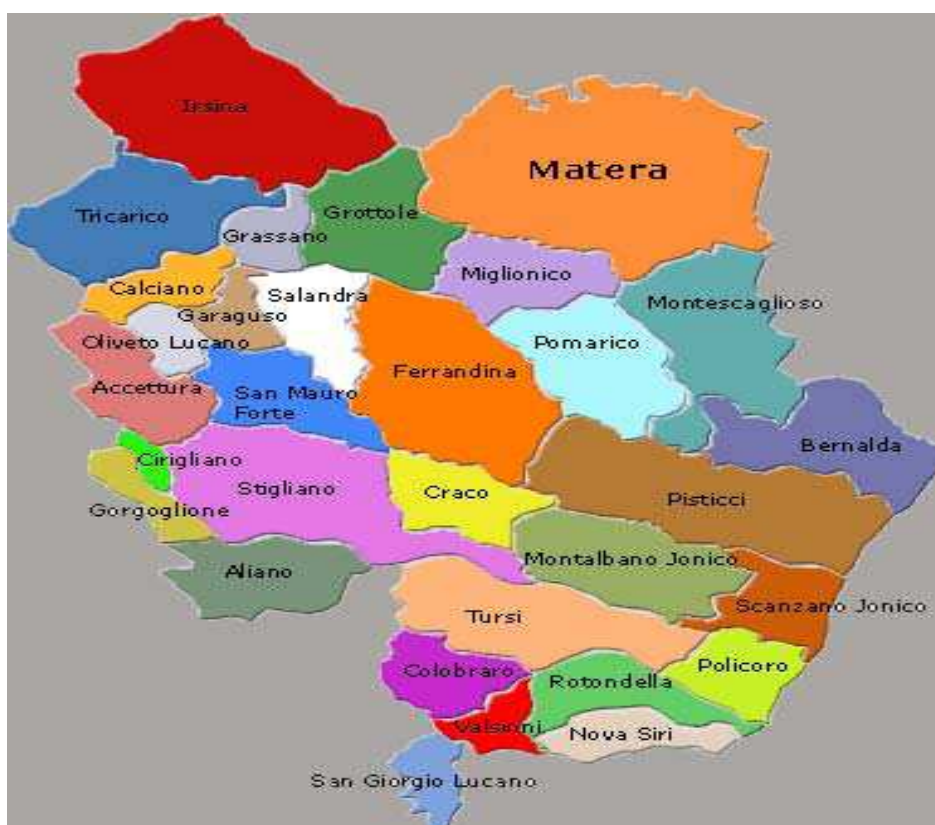 Irsina
Matera
Tricarico
Grottole
Grassano
Miglionico
Calciano
Salandra
Montescaglioso
Garaguso
Oliveto Lucano
Pomarico
Ferrandina
Accettura
San Mauro
Forte
Bernalda
Cirigliano
Stigliano
Craco
Pisticci
Gorgoglione
Montalbano Jonico
Aliano
Scanzano Jonico
Tursi
Policoro
Colobraro
Rotondella
Valsinni
Nova Siri
San Giorgio Lucano